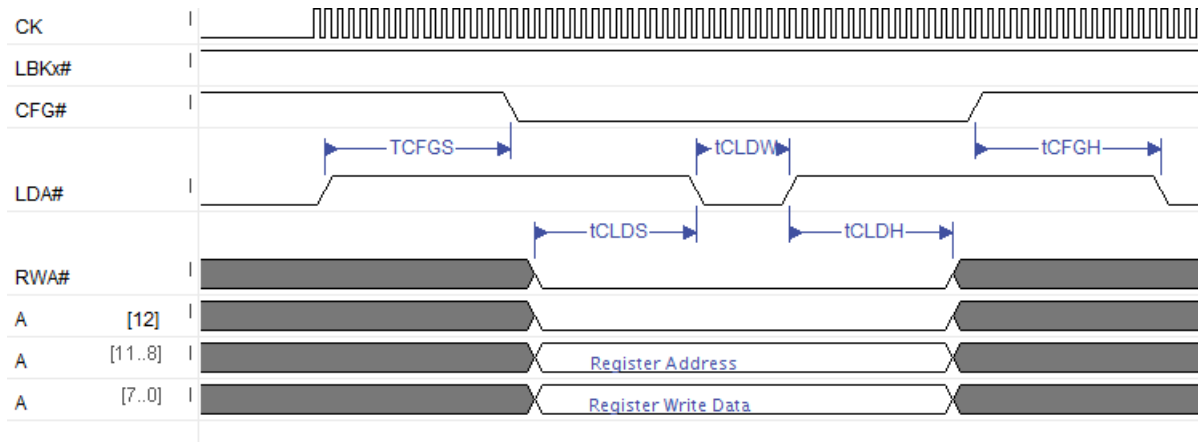 CK
LBKx#
CFG#
TCFGS tCLDW tCFGH
LDA#
tCLDS tCLDH
RWA#
A [12]
A [11..8] Register Address
A [7..0] Register Write Data